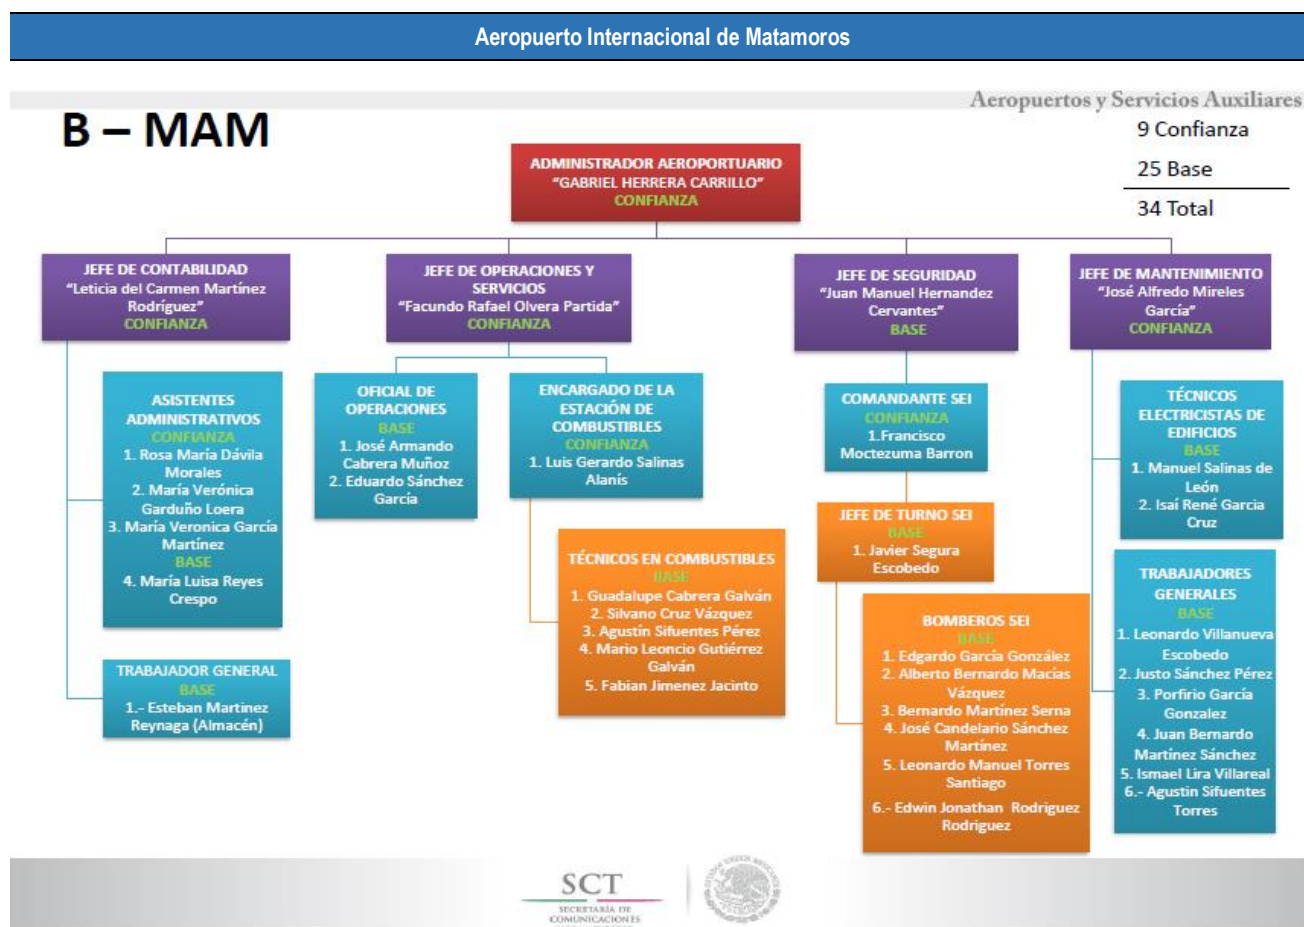 Aeropuerto Internacional de Matamoros
Aeropuertos y Servicios Auxiliares
B – MAM
9 Confianza
25 Base
34 Total
ADMINISTRADOR AEROPORTUARIO
“GABRIEL HERRERA CARRILLO”
CONFIANZA
JEFE DE CONTABILIDAD
“Leticia del Carmen Martínez
Rodríguez”
CONFIANZA
JEFE DE OPERACIONES Y
SERVICIOS
“Facundo Rafael Olvera Partida”
CONFIANZA
JEFE DE SEGURIDAD
“Juan Manuel Hernandez
Cervantes”
BASE
JEFE DE MANTENIMIENTO
“José Alfredo Mireles
García”
CONFIANZA
ASISTENTES
ADMINISTRATIVOS
CONFIANZA
1. Rosa María Dávila
Morales
2. María Verónica
Garduño Loera
3. María Veronica García
Martínez
BASE
4. María Luisa Reyes
Crespo
TRABAJADOR GENERAL
BASE
1.- Esteban Martinez
Reynaga (Almacén)
OFICIAL DE
OPERACIONES
BASE
1. José Armando
Cabrera Muñoz
2. Eduardo Sánchez
García
ENCARGADO DE LA
ESTACIÓN DE
COMBUSTIBLES
CONFIANZA
1. Luis Gerardo Salinas
Alanís
TÉCNICOS EN COMBUSTIBLES
BASE
1. Guadalupe Cabrera Galván
2. Silvano Cruz Vázquez
3. Agustín Sifuentes Pérez
4. Mario Leoncio Gutiérrez
Galván
5. Fabian Jimenez Jacinto
COMANDANTE SEI
CONFIANZA
1.Francisco
Moctezuma Barron
JEFE DE TURNO SEI
BASE
1. Javier Segura
Escobedo
BOMBEROS SEI
BASE
1. Edgardo García González
2. Alberto Bernardo Macías
Vázquez
3. Bernardo Martínez Serna
4. José Candelario Sánchez
Martínez
5. Leonardo Manuel Torres
Santiago
6.- Edwin Jonathan Rodriguez
Rodriguez
TÉCNICOS
ELECTRICISTAS DE
EDIFICIOS
BASE
1. Manuel Salinas de
León
2. Isaí René Garcia
Cruz
TRABAJADORES
GENERALES
BASE
1. Leonardo Villanueva
Escobedo
2. Justo Sánchez Pérez
3. Porfirio García
Gonzalez
4. Juan Bernardo
Martínez Sánchez
5. Ismael Lira Villareal
6.- Agustin Sifuentes
Torres
SCT
SECRETARÍA DE
COMUNICACIONES